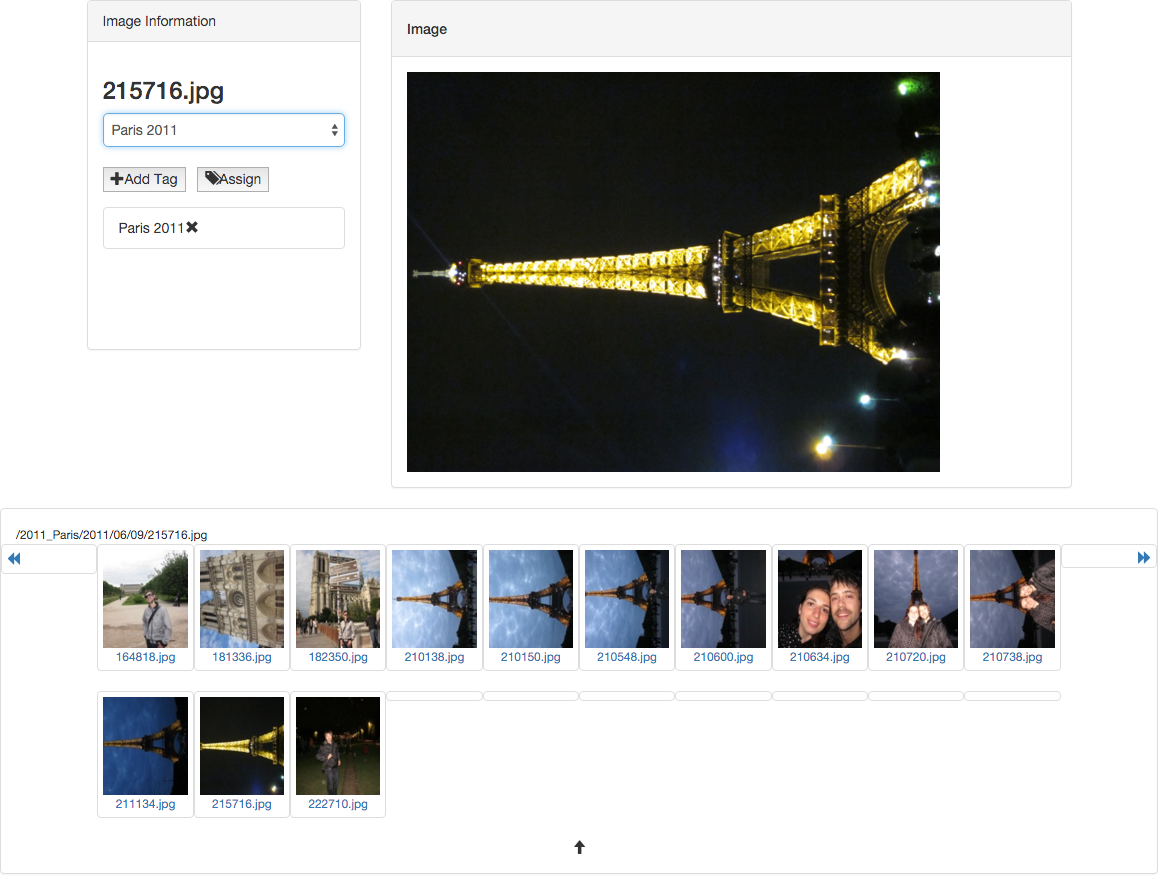 Image Information
215716.jpg
Paris 2011
Add Tag
Assign
Paris 2011
Image
/2011_Paris/2011/06/09/215716.jpg
164818.jpg
181336.jpg
182350.jpg
210138.jpg
210150.jpg
210548.jpg
210600.jpg
210634.jpg
210720.jpg
210738.jpg
211134.jpg
215716.jpg
222710.jpg